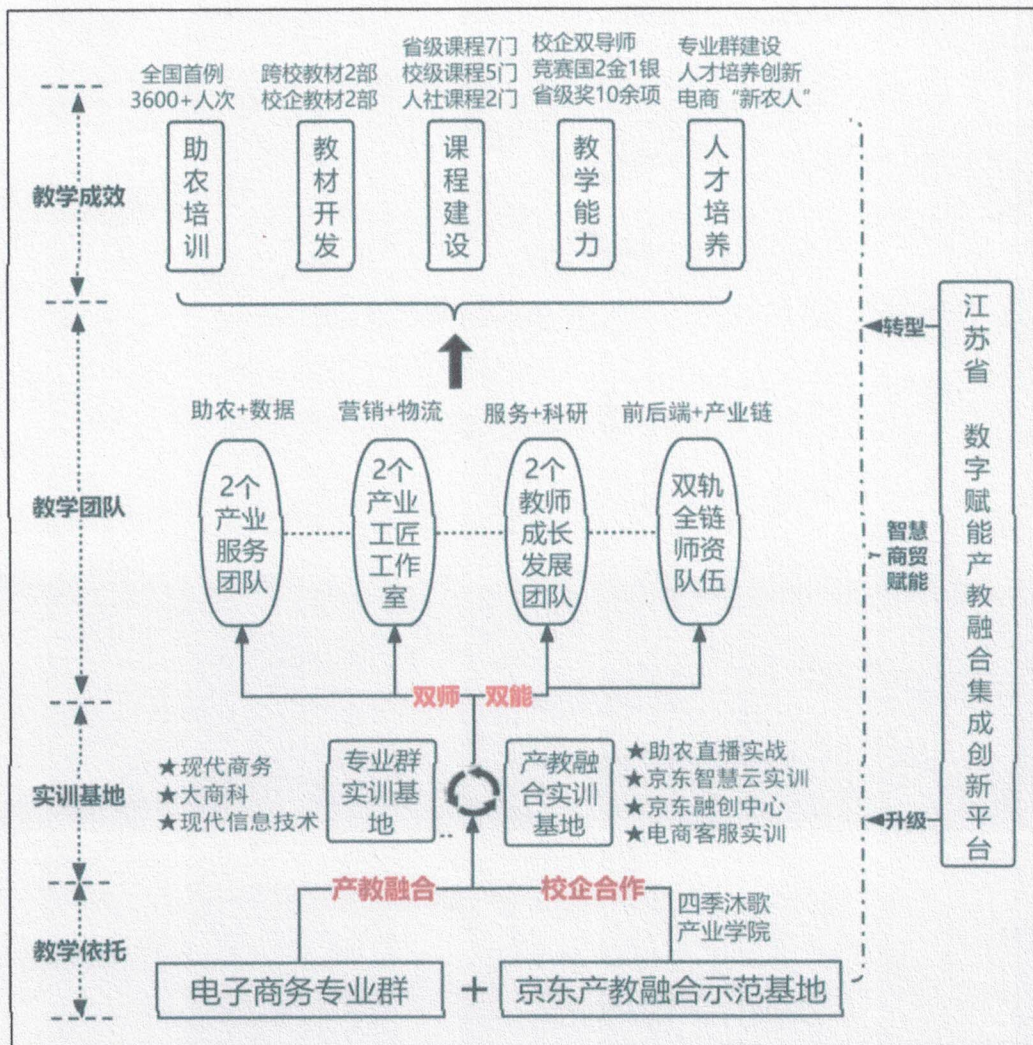 全国首例
3600+人次
跨校教材2部
校企教材2部
省级课程7门
校级课程5门
人社课程2门
校企双导师
竞赛国2金1银
省级奖10余项
专业群建设
人才培养创新
电商“新农人”
助农培训
教材开发
课程建设
教学能力
人才培养
教学成效
教学团队
助农+数据
营销+物流
服务+科研
前后端+产业链
2个
产业
服务
团队
2个
产业
工匠
工作
室
2个
教师
成长
发展
团队
双轨
全链
师资
队伍
双师 双能
实训基地
★现代商务
★大商科
★现代信息技术
专业群
实训基
地
产教融
合实训
基地
★助农直播实战
★京东智慧云实训
★京东融创中心
★电商客服实训
产教融合
校企合作
四季沐歌
产业学院
教学依托
电子商务专业群
+
京东产教融合示范基地
转型
智慧
商贸
赋能
升级
江苏省 数字赋能产教融合集成创新平台